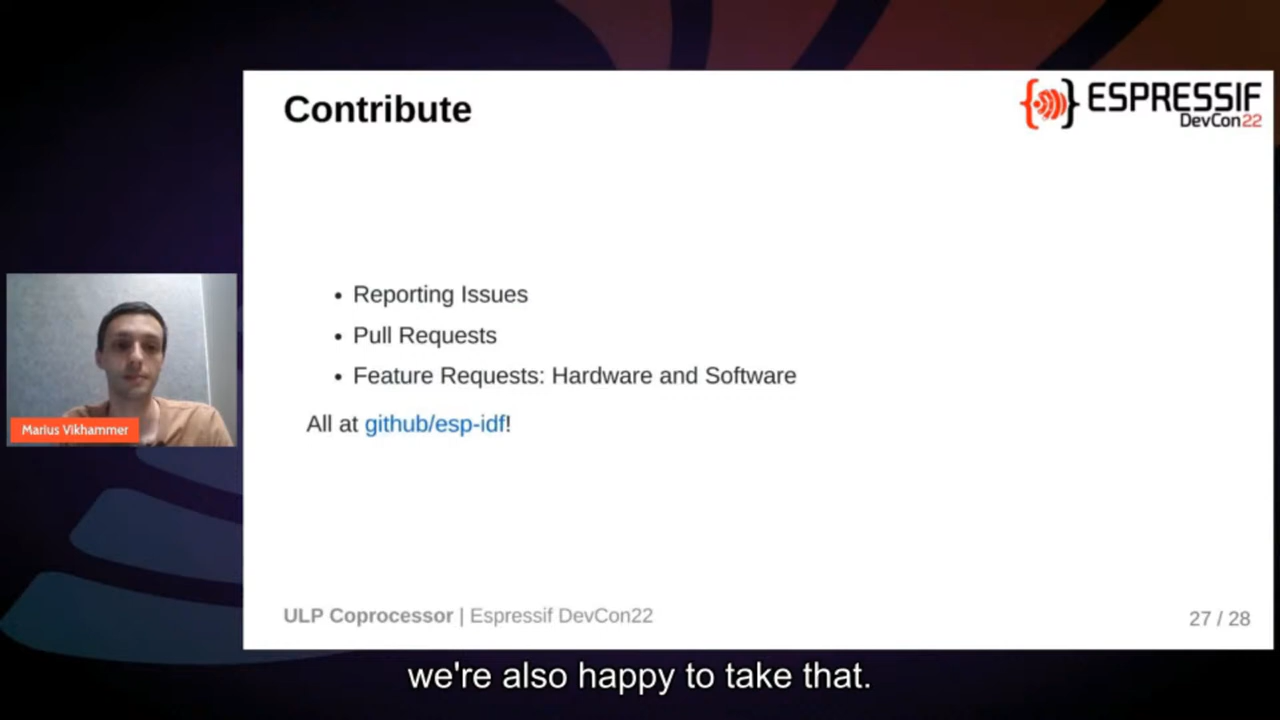 Contribute
ESPRESSIF
DevCon22
• Reporting Issues
• Pull Requests
• Feature Requests: Hardware and Software
All at github/esp-idf!
Marius Vikhammer
ULP Coprocessor | Espressif DevCon22
27 / 28
we're also happy to take that.